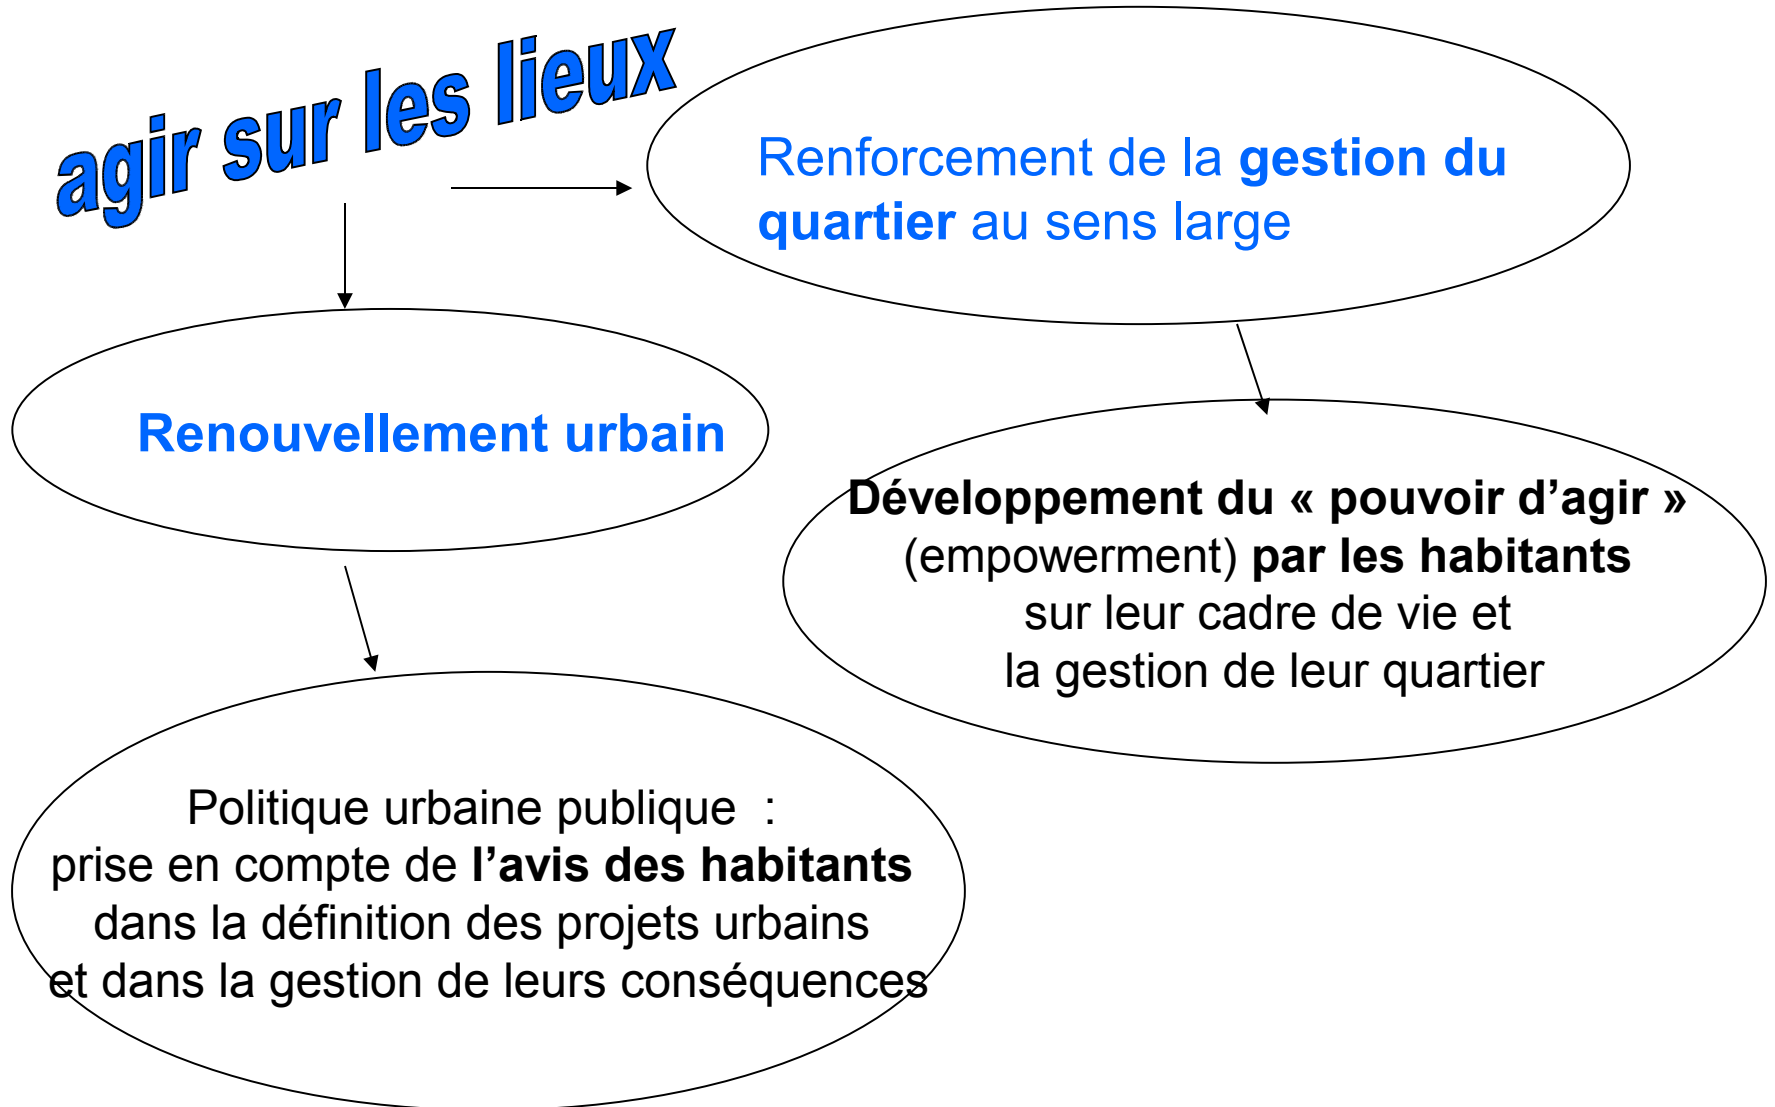 agir sur les lieux
Renforcement de la gestion du
quartier au sens large
Renouvellement urbain
Développement du « pouvoir d’agir »
(empowerment) par les habitants
sur leur cadre de vie et
la gestion de leur quartier
Politique urbaine publique  :
prise en compte de l’avis des habitants
dans la définition des projets urbains
et dans la gestion de leurs conséquences